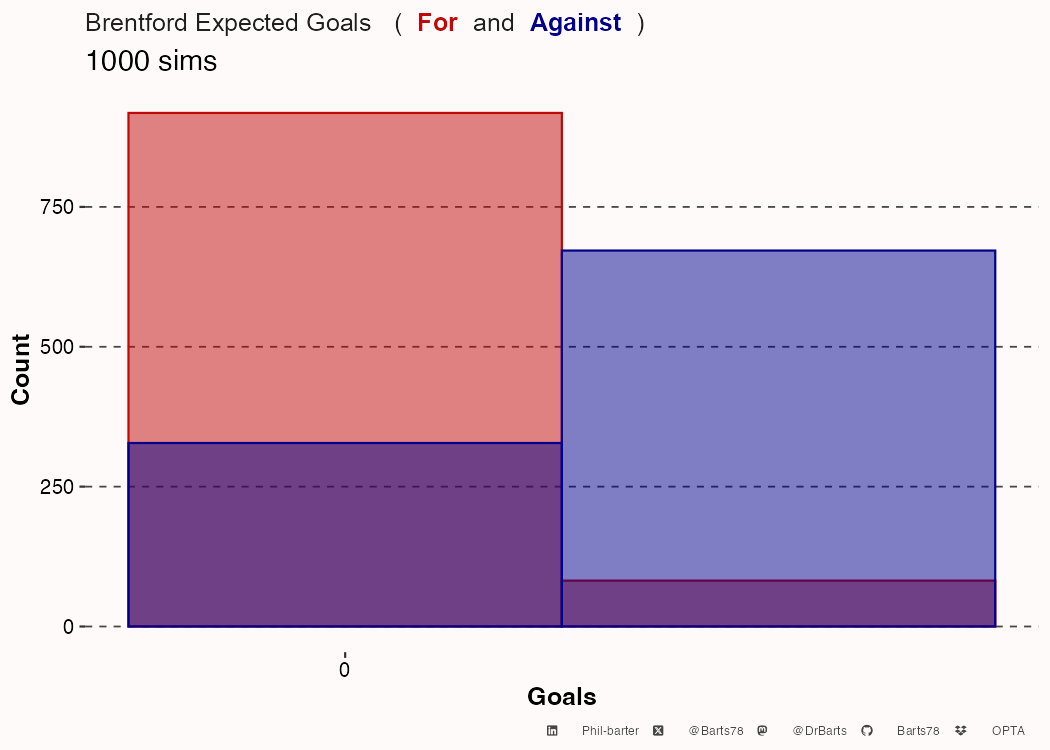 Brentford Expected Goals ( For and Against )
1000 sims
Count
750
500
250
0
0
Goals
Phil-barter @Barts78 @DrBarts Barts78 OPTA